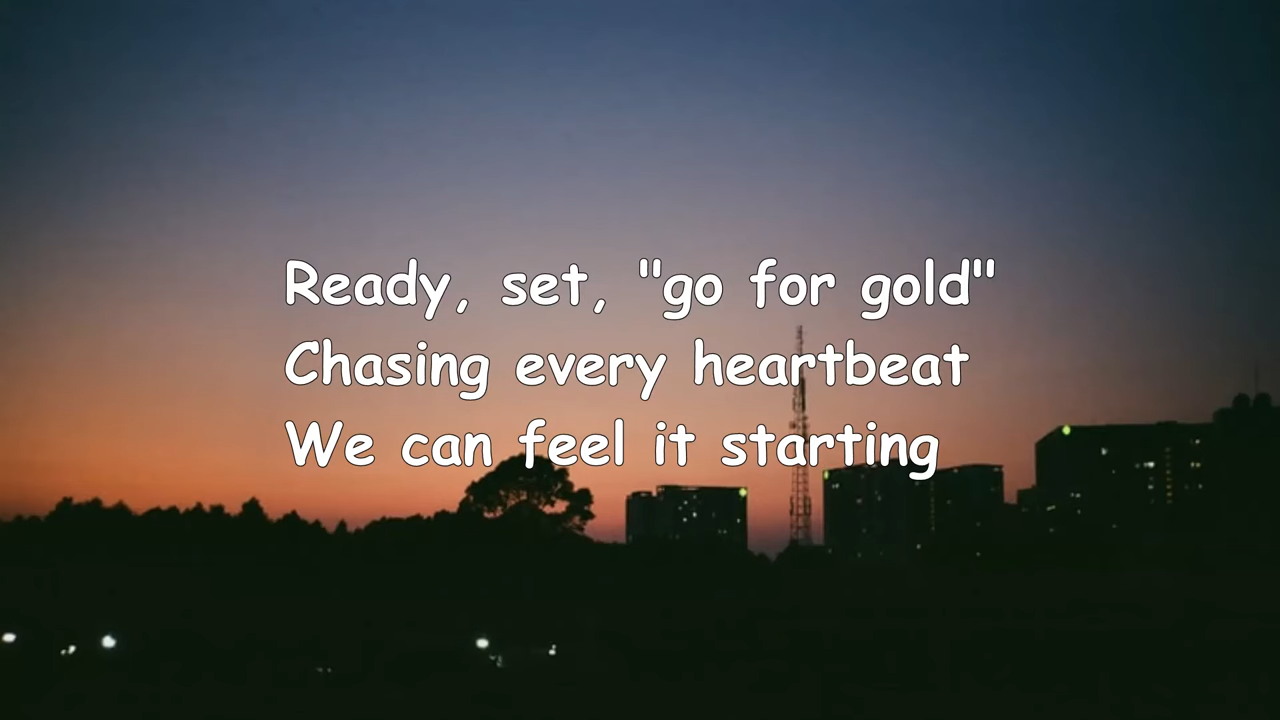 Ready, set, "go for gold"
Chasing every heartbeat
We can feel it starting